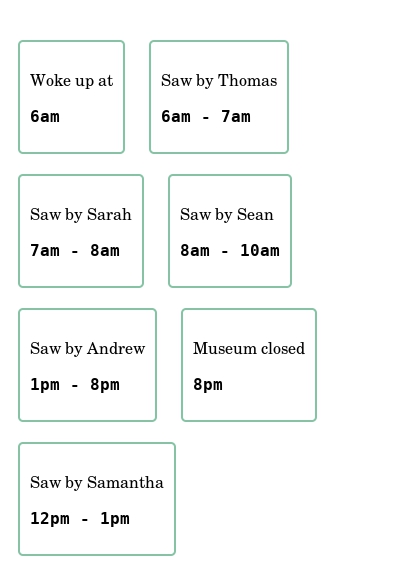 Woke up at
6am
Saw by Thomas
6am - 7am
Saw by Sarah
7am - 8am
Saw by Sean
8am - 10am
Saw by Andrew
1pm - 8pm
Museum closed
8pm
Saw by Samantha
12pm - 1pm